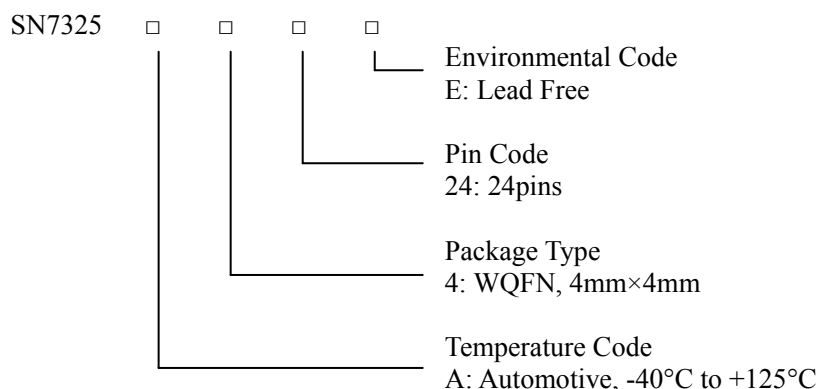 SN7325 □ □ □ □
Environmental Code
E: Lead Free
Pin Code
24: 24pins
Package Type
4: WQFN, 4mm×4mm
Temperature Code
A: Automotive, -40°C to +125°C